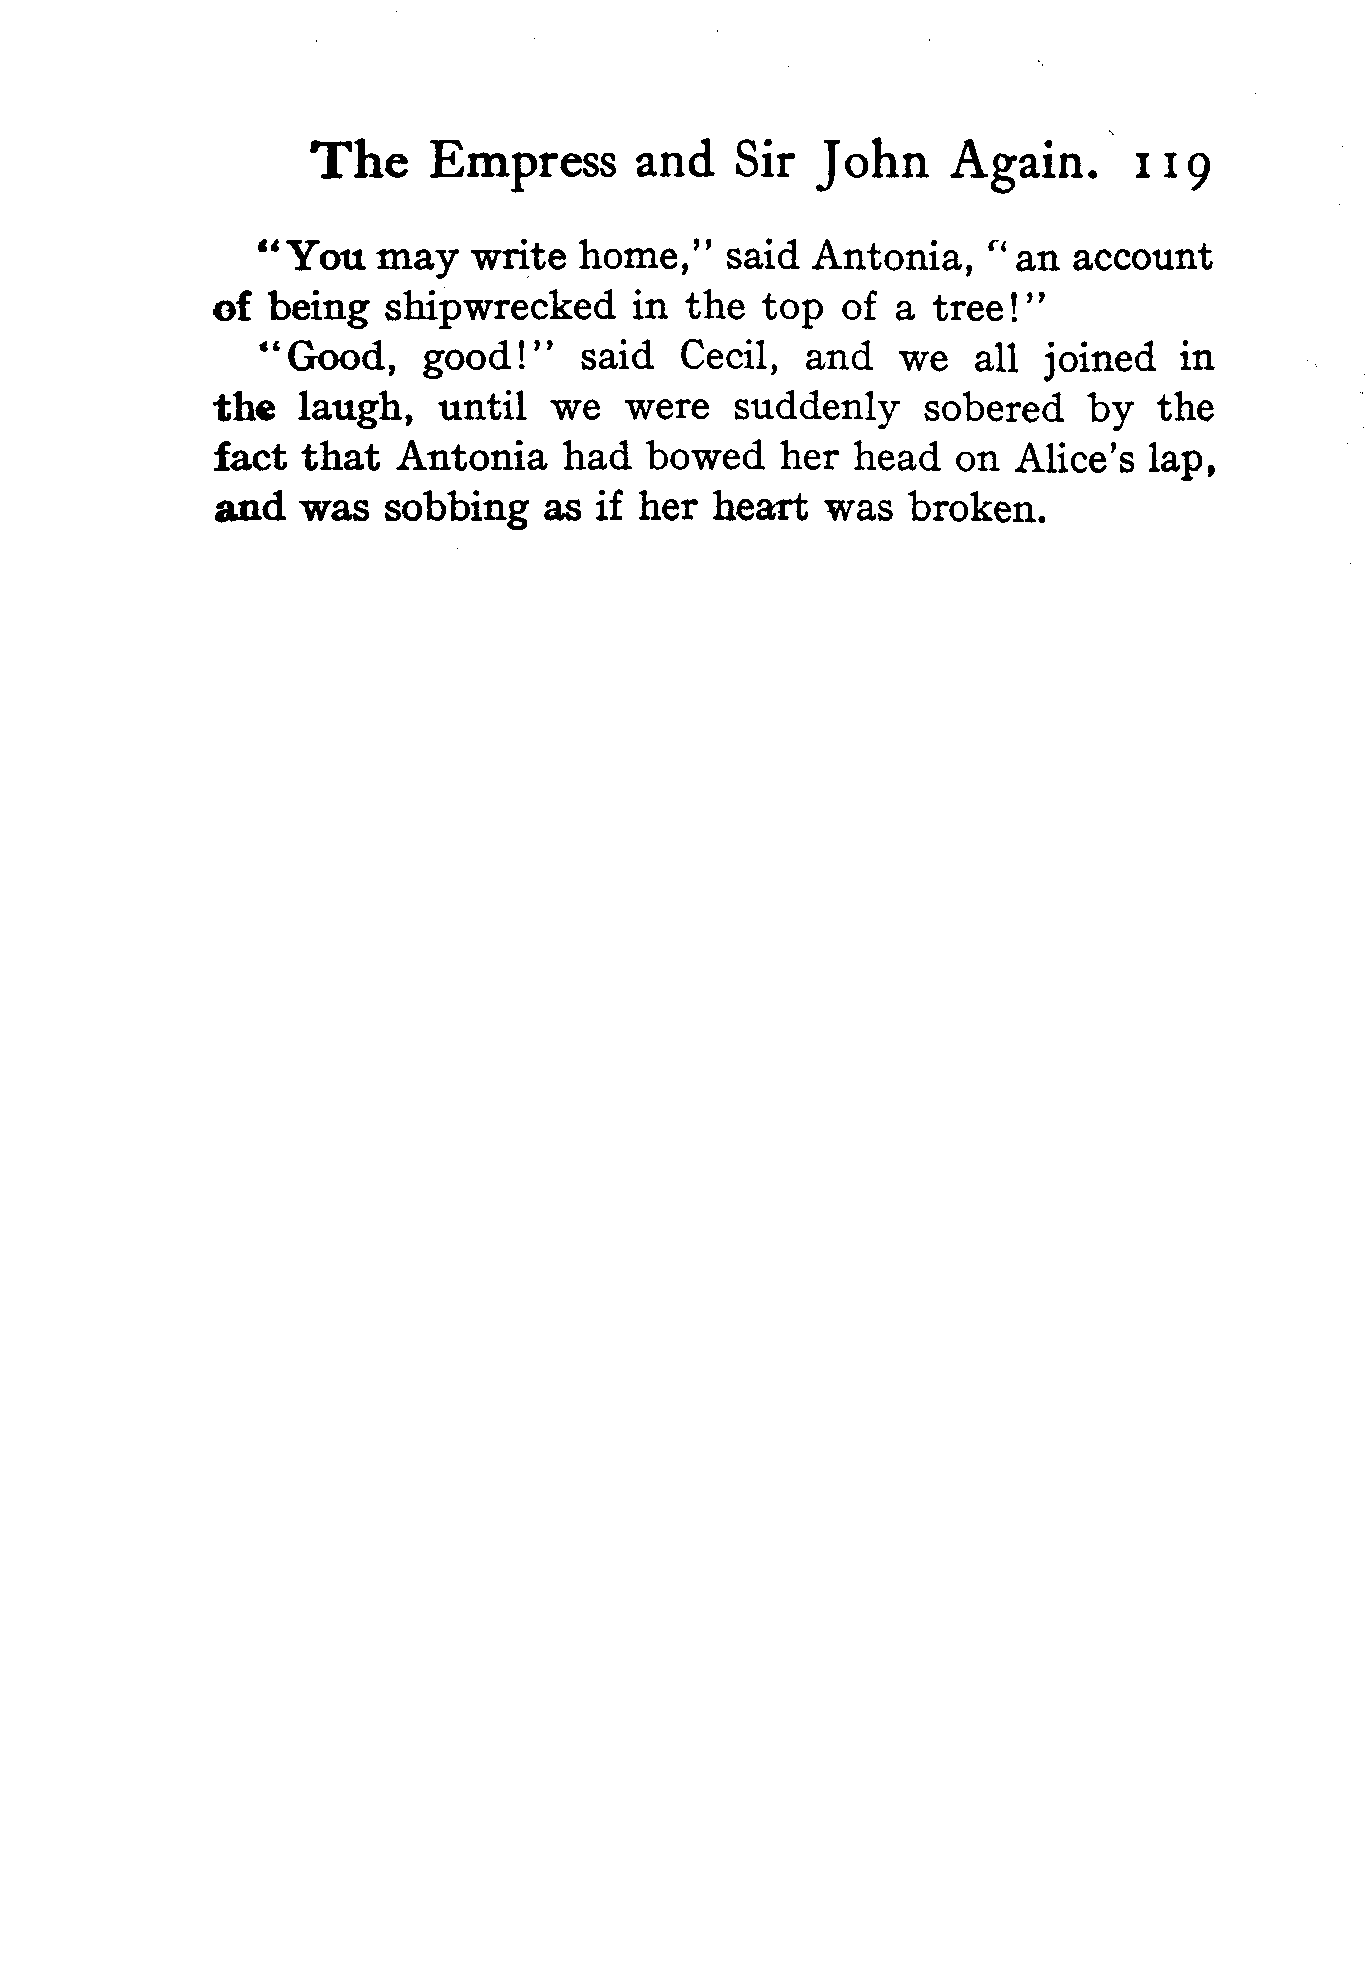 The Empress and Sir John Again. 119
"You may write home," said Antonia, "an account
of being shipwrecked in the top of a tree!"
"Good, good!" said Cecil, and we all joined in
the laugh, until we were suddenly sobered by the
fact that Antonia had bowed her head on Alice's lap,
and was sobbing as if her heart was broken.